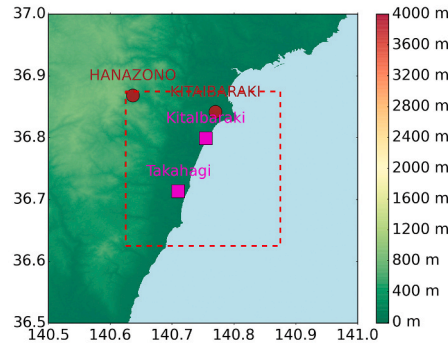 37.0
4000 m
36.9
3600 m
HANAZONO
3200 m
KITAIBARAKI
2800 m
36.8
Kitaibaraki
2400 m
2000 m
Takahagi
36.7
1600 m
1200 m
36.6
800 m
400 m
36.5
0 m
140.5 140.6 140.7 140.8 140.9 141.0